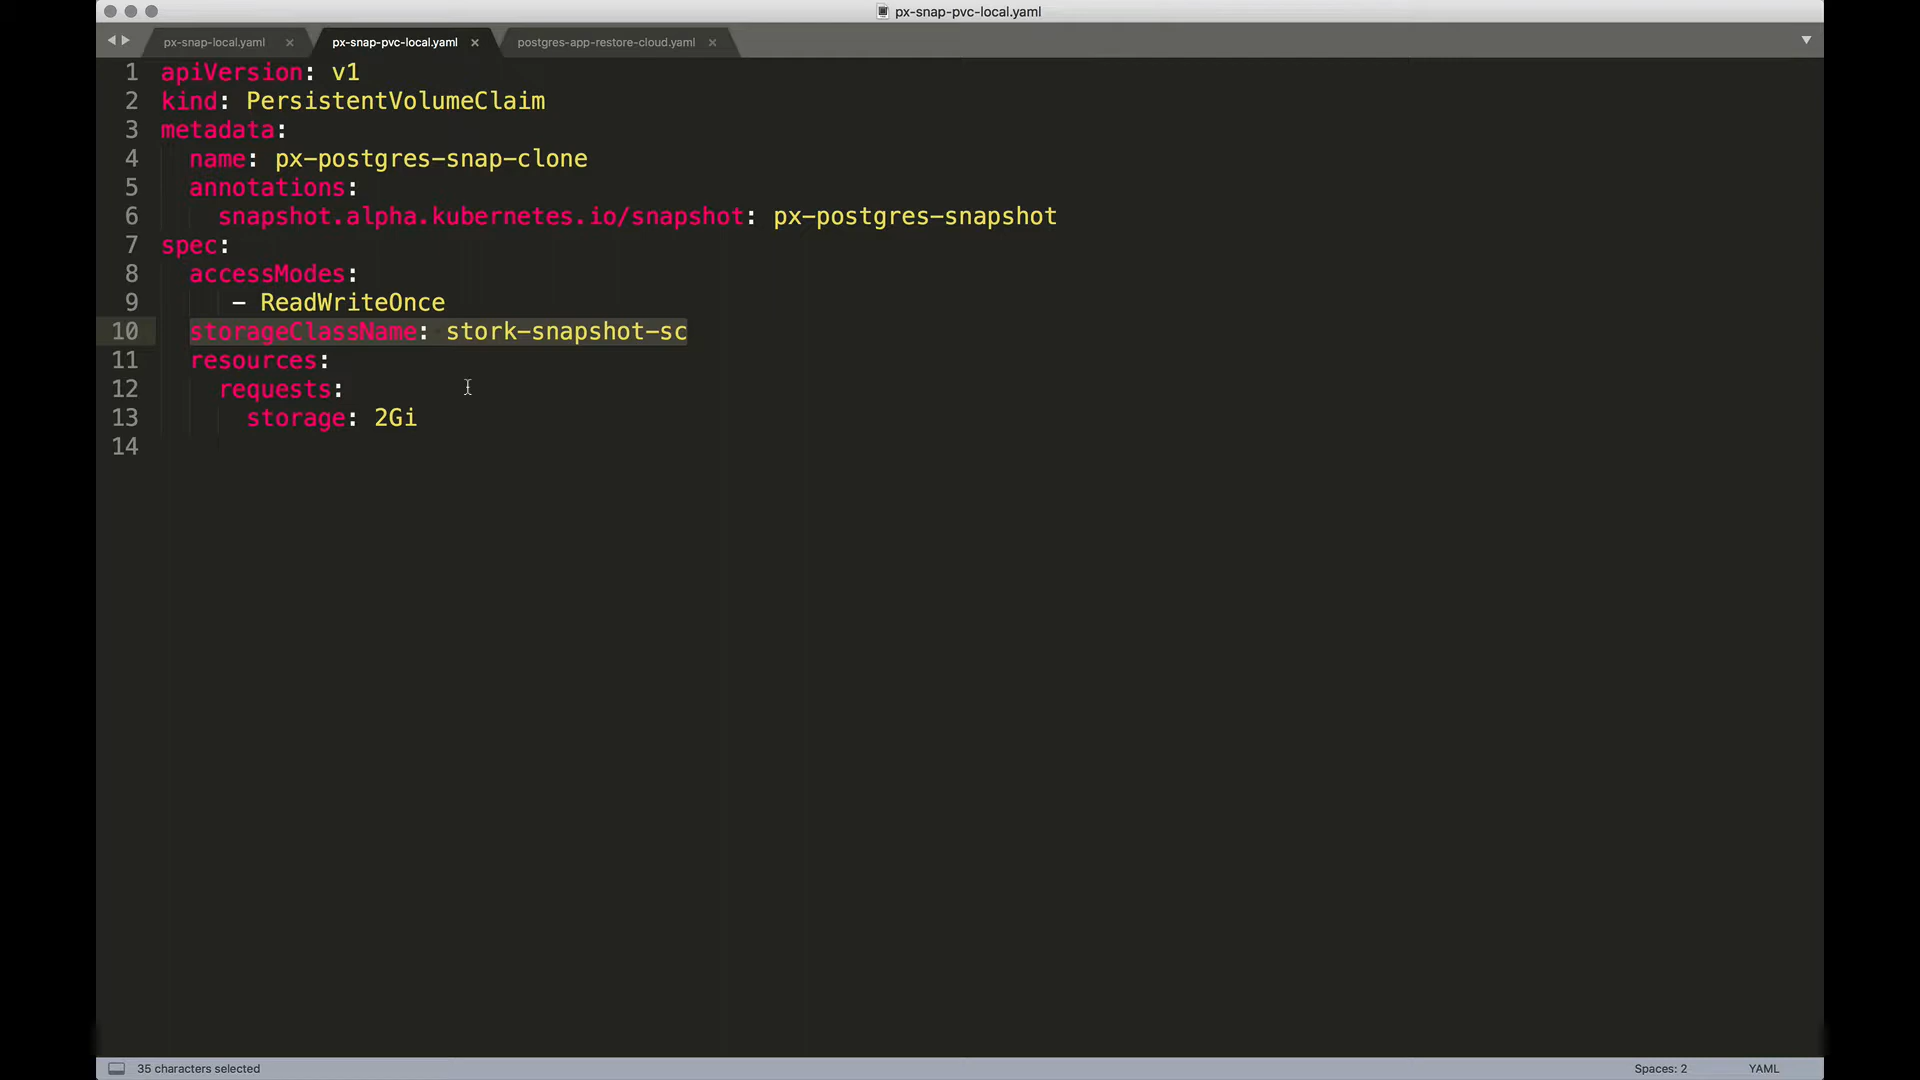 px-snap-pvc-local.yaml
px-snap-local.yaml × px-snap-pvc-local.yaml × postgres-app-restore-cloud.yaml ×
1 apiVersion: v1
2 kind: PersistentVolumeClaim
3 metadata:
4   name: px-postgres-snap-clone
5   annotations:
6     snapshot.alpha.kubernetes.io/snapshot: px-postgres-snapshot
7 spec:
8   accessModes:
9      - ReadWriteOnce
10   storageClassName: stork-snapshot-sc
11   resources:
12     requests:
13       storage: 2Gi
14
35 characters selected Spaces: 2 YAML